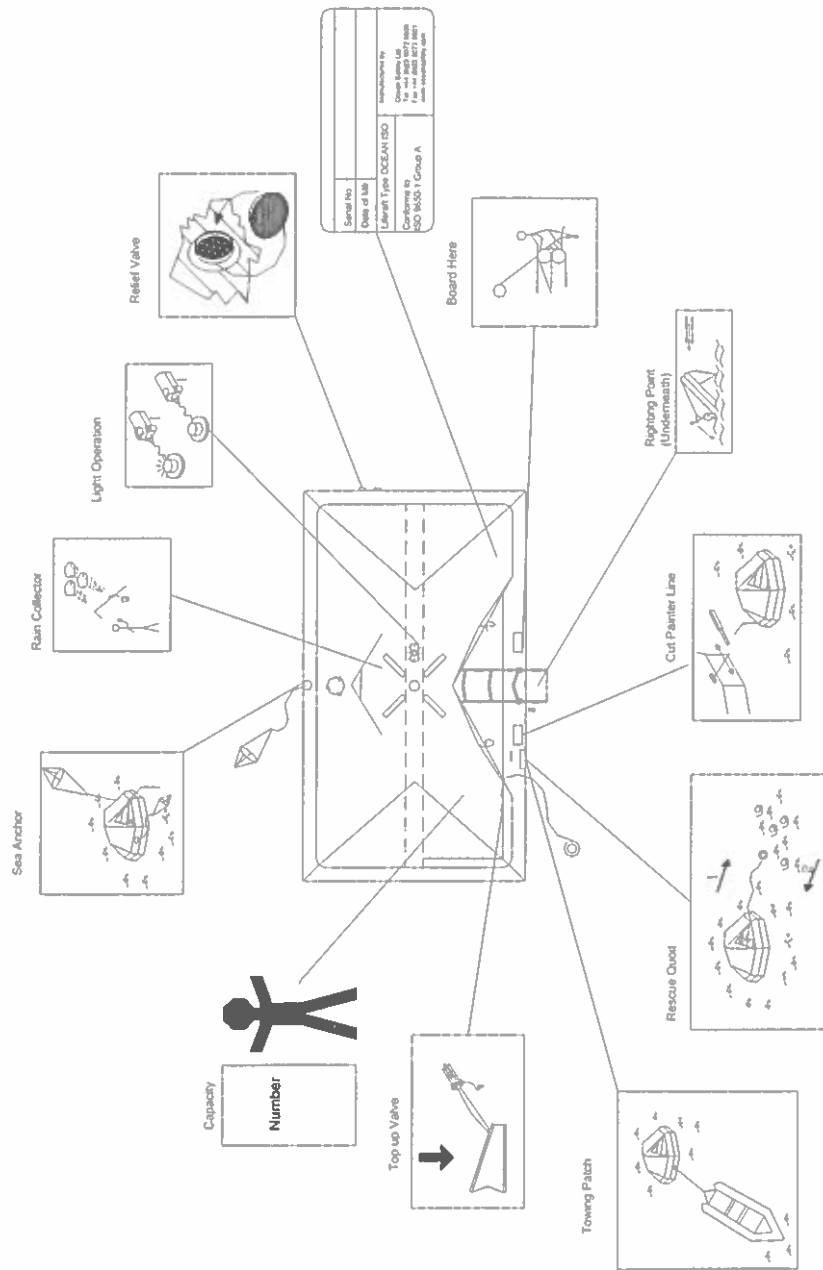 Capacity
Number
Sea Anchor
Rain Collector
Light Operation
Relief Valve
Serial No
Date of Mfr
Liferaft Type OCEAN ISO
Conforms to
ISO 9650-1 Group A
Manufactured by
Top up Valve
Towing Patch
Rescue Quoit
Cut Painter Line
Righting Point
(Underneath)
Board Here